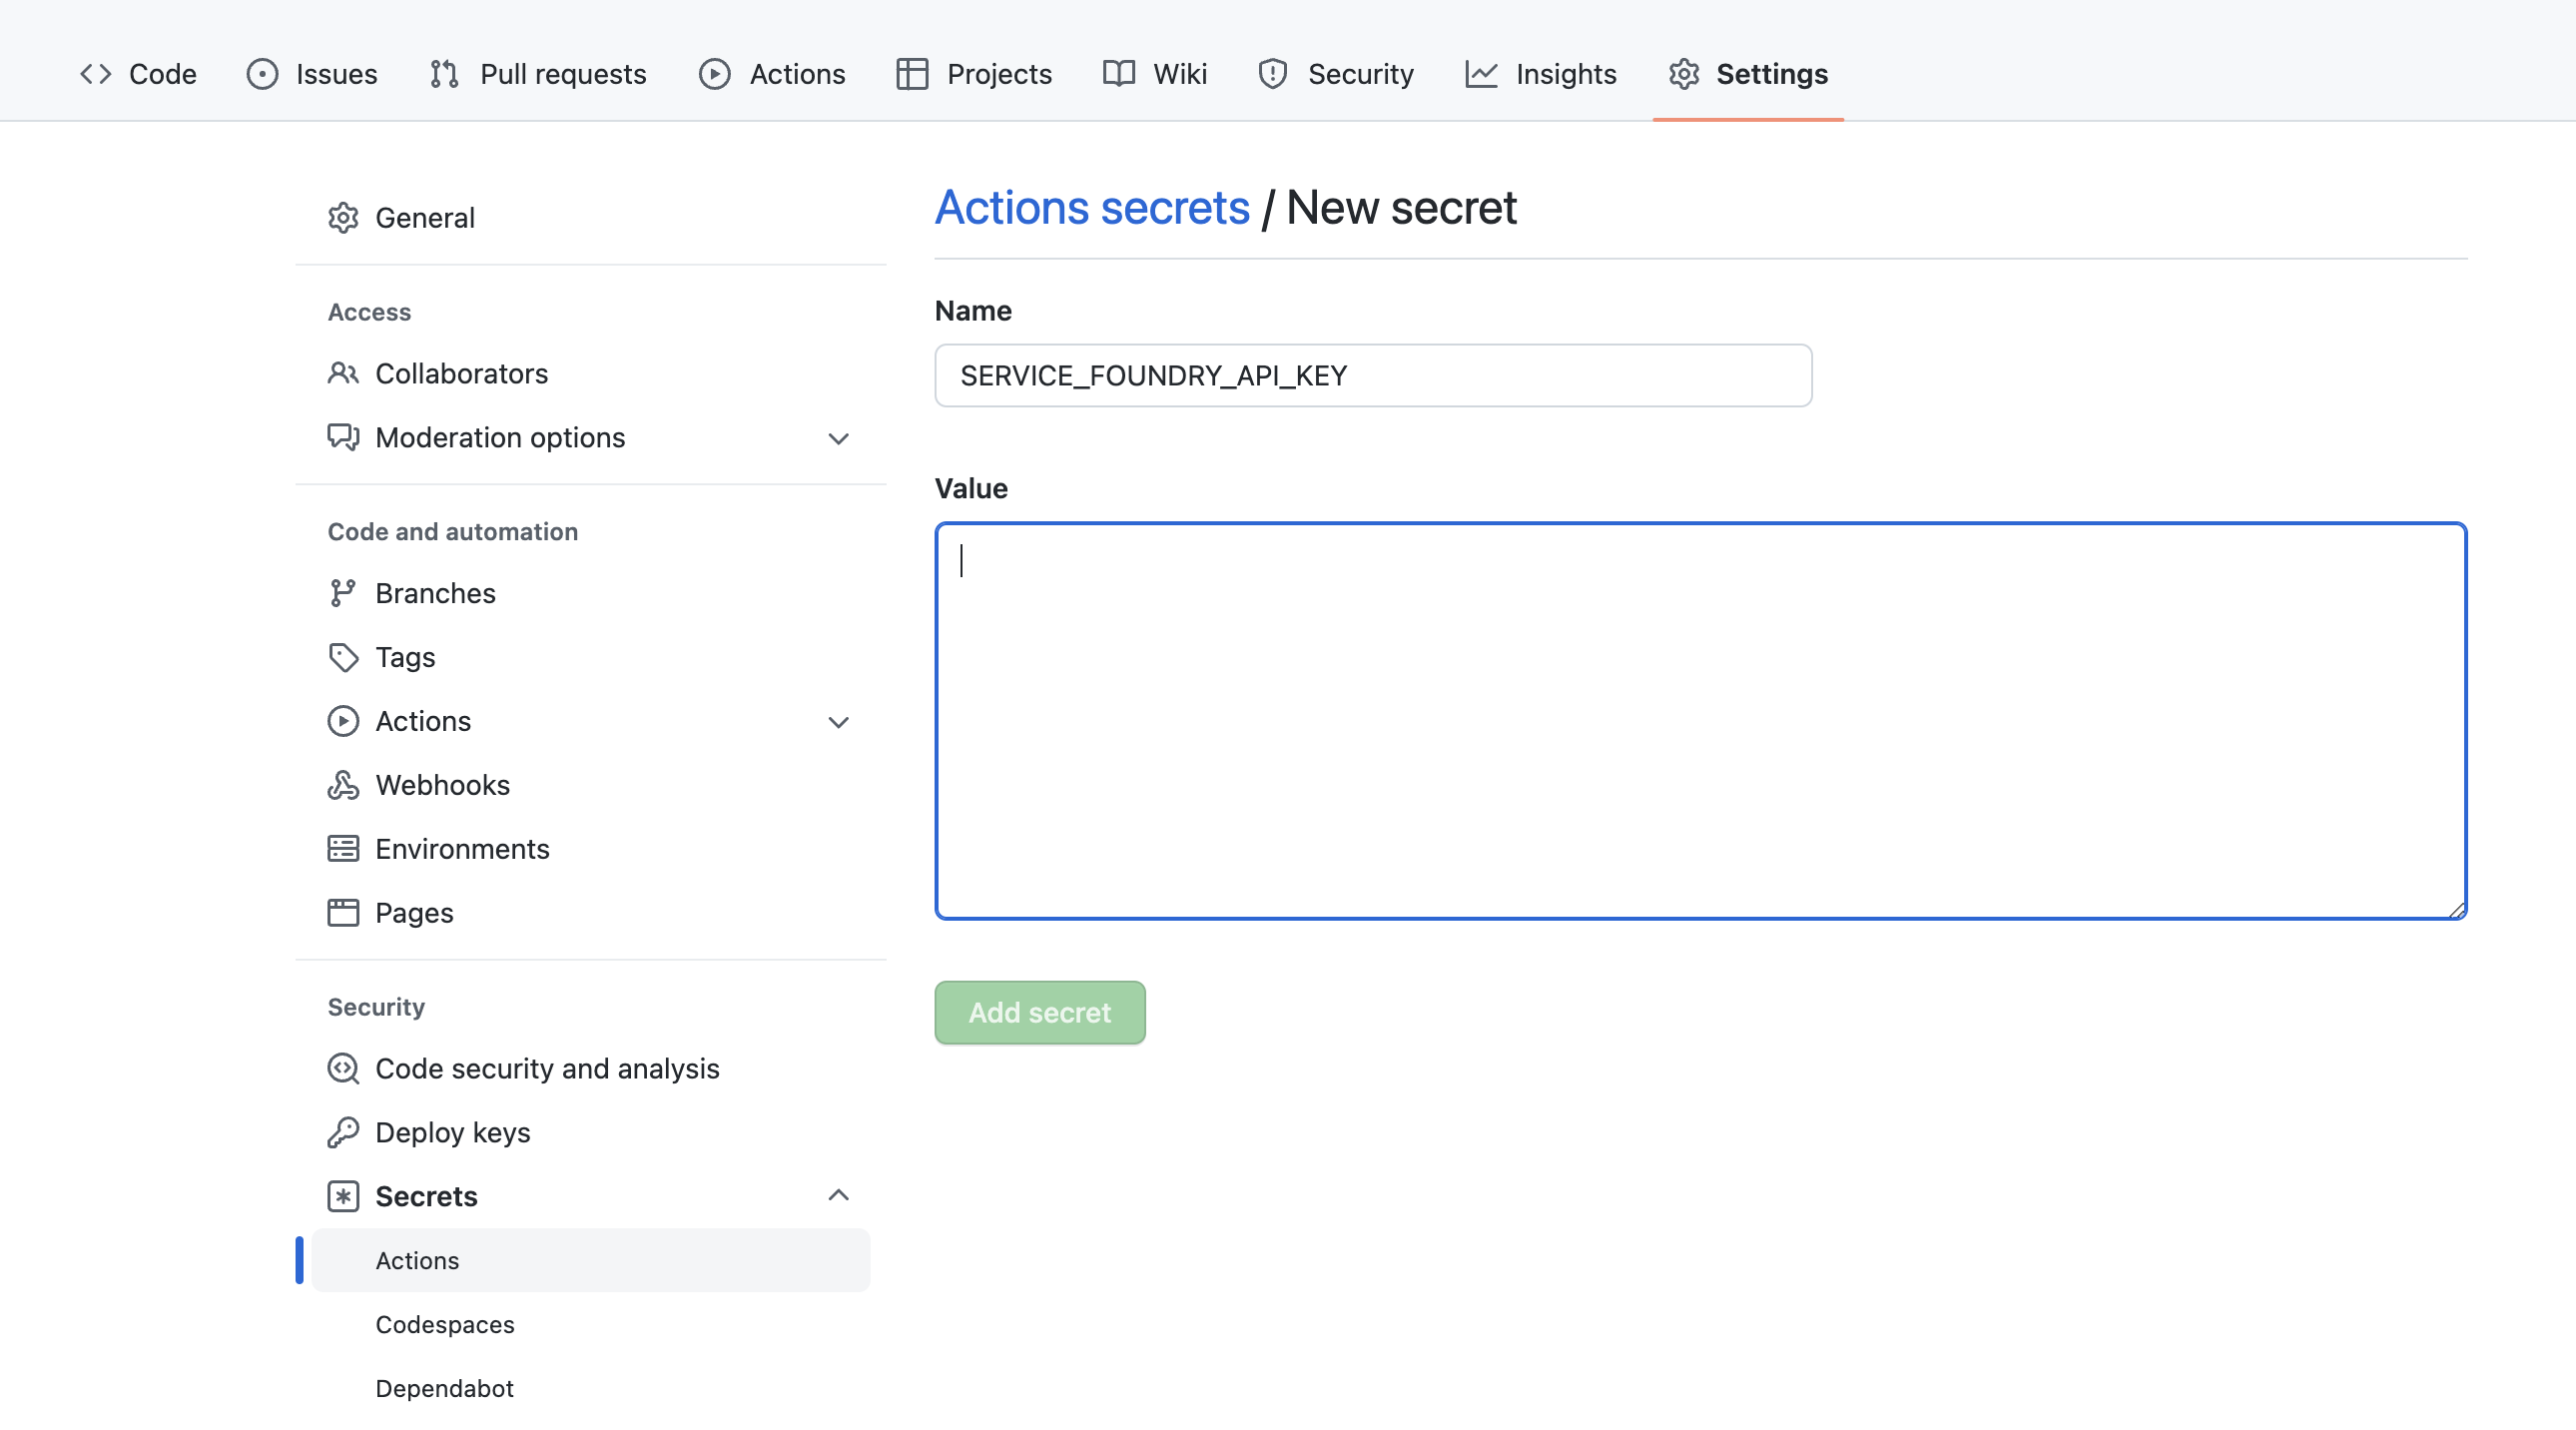 Code Issues Pull requests Actions Projects Wiki Security Insights Settings
General
Access
Collaborators
Moderation options
Code and automation
Branches
Tags
Actions
Webhooks
Environments
Pages
Security
Code security and analysis
Deploy keys
Secrets
Actions
Codespaces
Dependabot
Actions secrets / New secret
Name
SERVICE_FOUNDRY_API_KEY
Value
Add secret